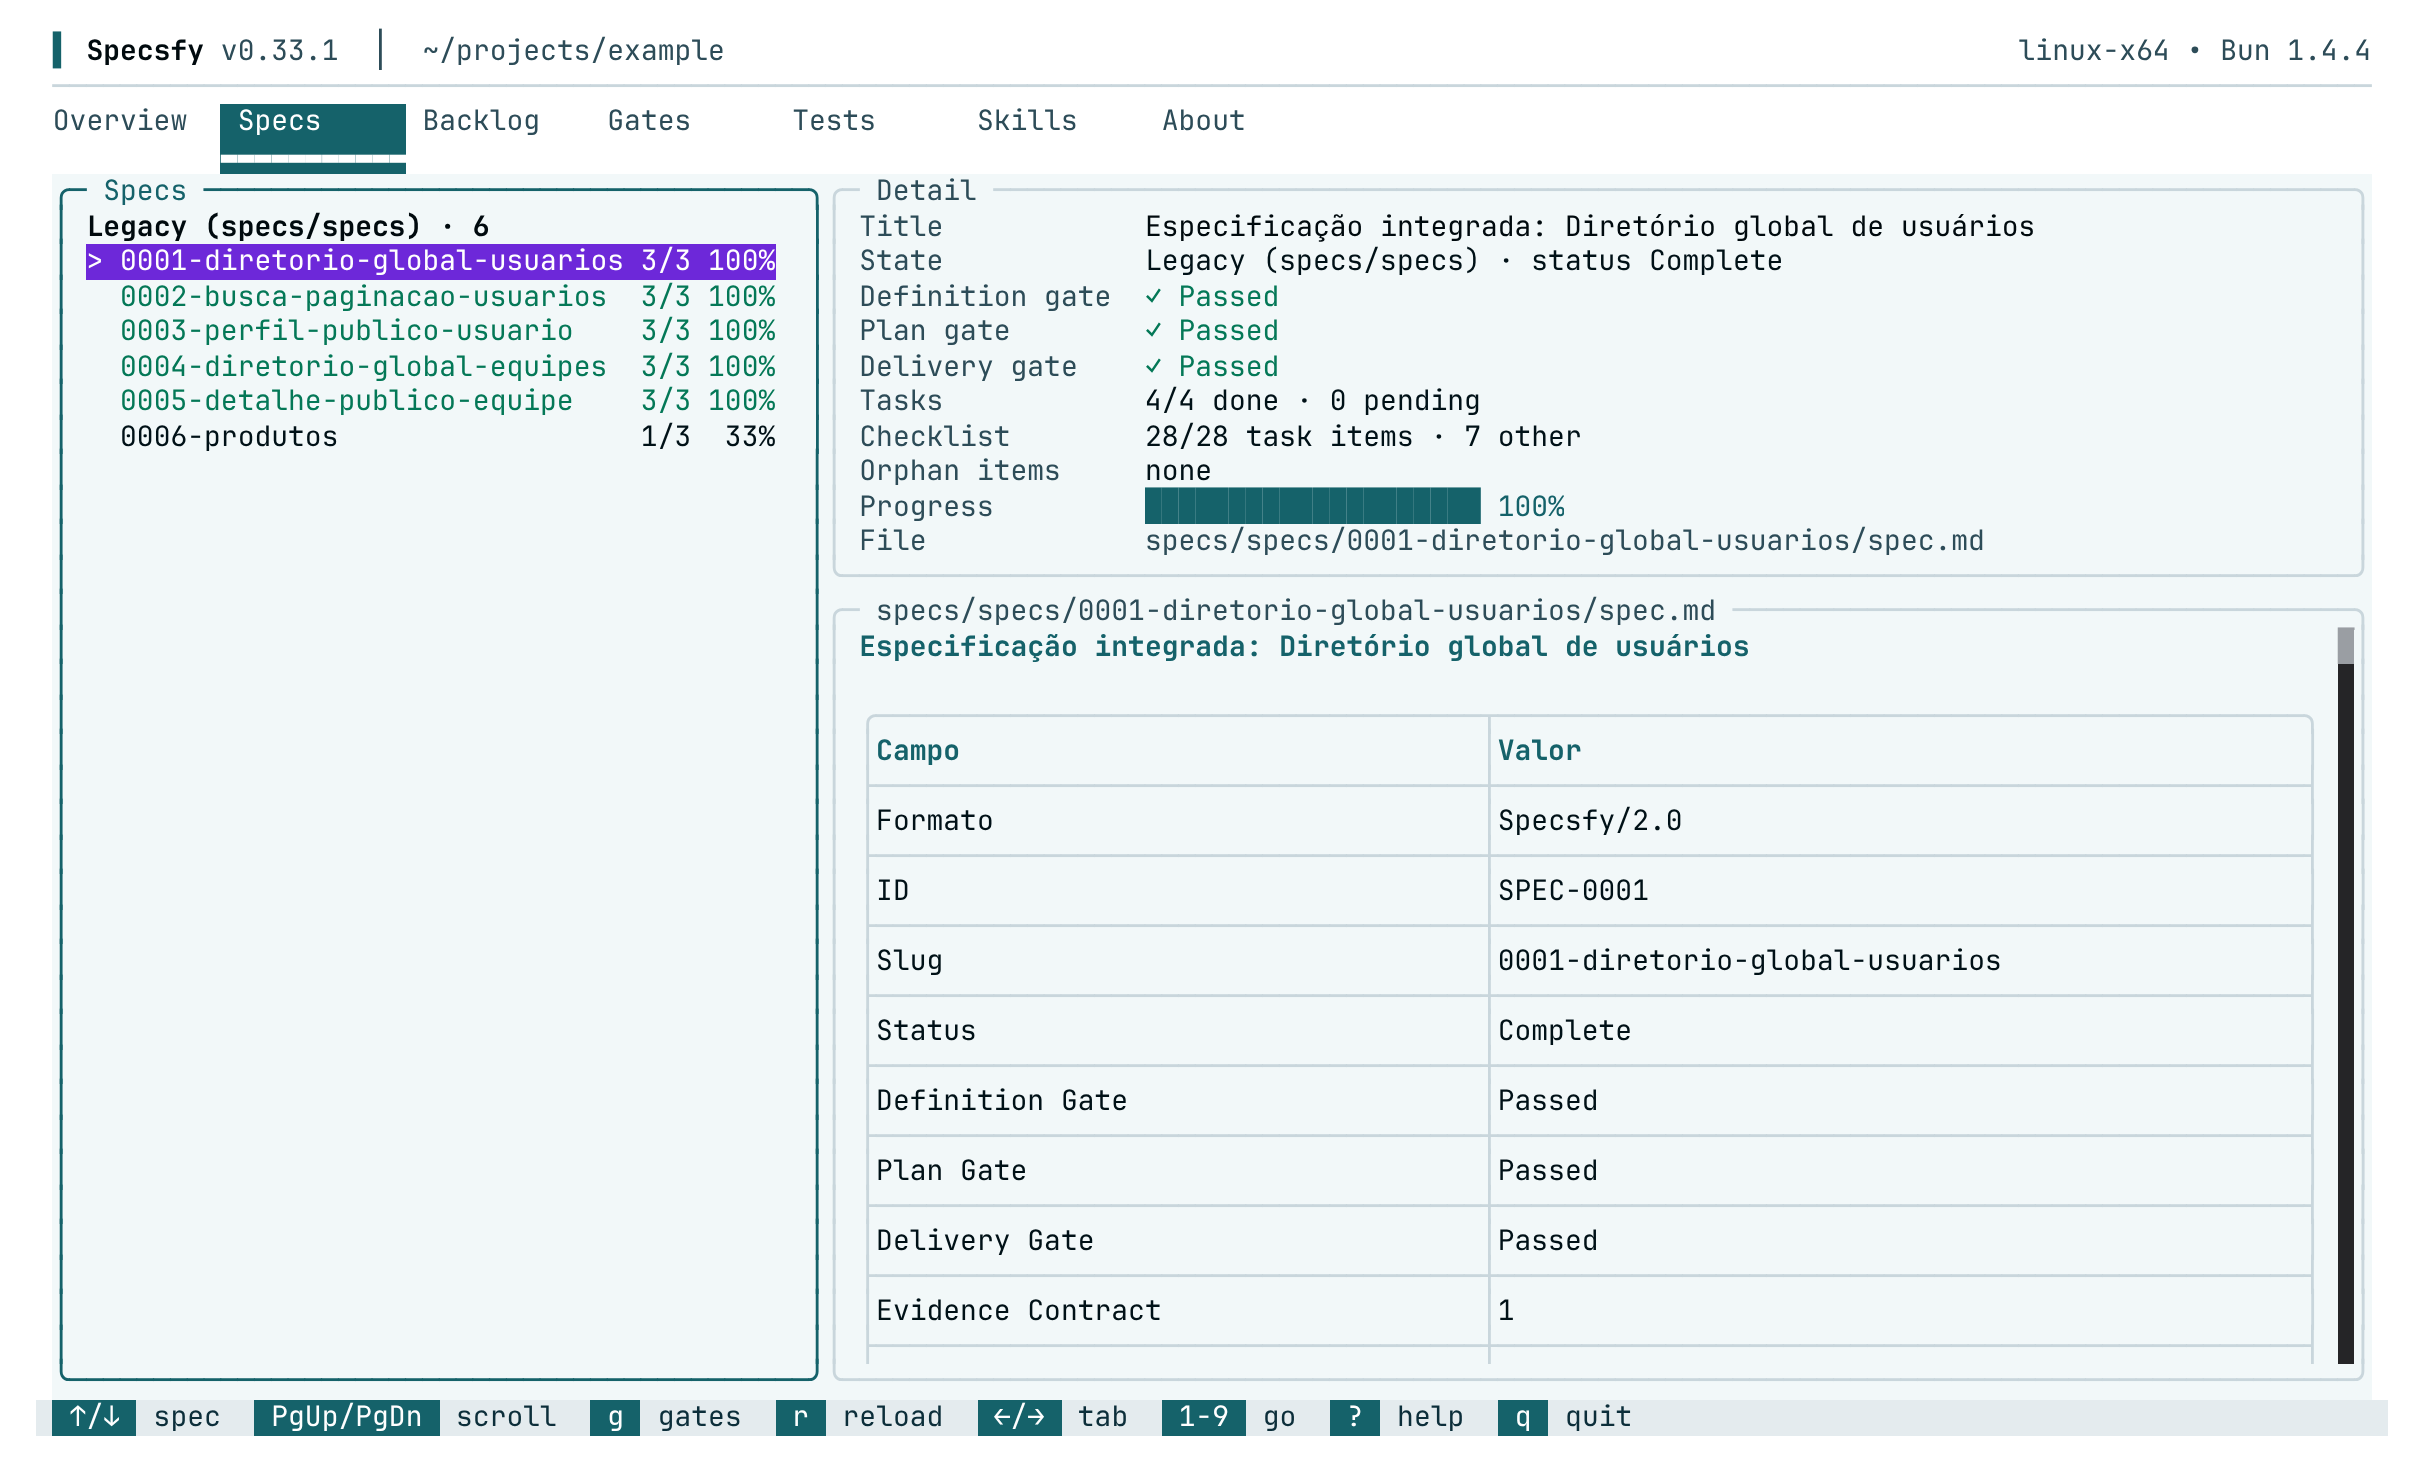 Specsfy v0.33.1 │ ~/projects/example linux-x64 • Bun 1.4.4
Overview Specs Backlog Gates Tests Skills About
Specs
Legacy (specs/specs) · 6
> 0001-diretorio-global-usuarios 3/3 100%
0002-busca-paginacao-usuarios 3/3 100%
0003-perfil-publico-usuario 3/3 100%
0004-diretorio-global-equipes 3/3 100%
0005-detalhe-publico-equipe 3/3 100%
0006-produtos 1/3 33%
Detail
Title Especificação integrada: Diretório global de usuários
State Legacy (specs/specs) · status Complete
Definition gate ✓ Passed
Plan gate ✓ Passed
Delivery gate ✓ Passed
Tasks 4/4 done · 0 pending
Checklist 28/28 task items · 7 other
Orphan items none
Progress 100%
File specs/specs/0001-diretorio-global-usuarios/spec.md
specs/specs/0001-diretorio-global-usuarios/spec.md
Especificação integrada: Diretório global de usuários
Campo Valor
Formato Specsfy/2.0
ID SPEC-0001
Slug 0001-diretorio-global-usuarios
Status Complete
Definition Gate Passed
Plan Gate Passed
Delivery Gate Passed
Evidence Contract 1
↑/↓ spec PgUp/PgDn scroll g gates r reload ←/→ tab 1-9 go ? help q quit